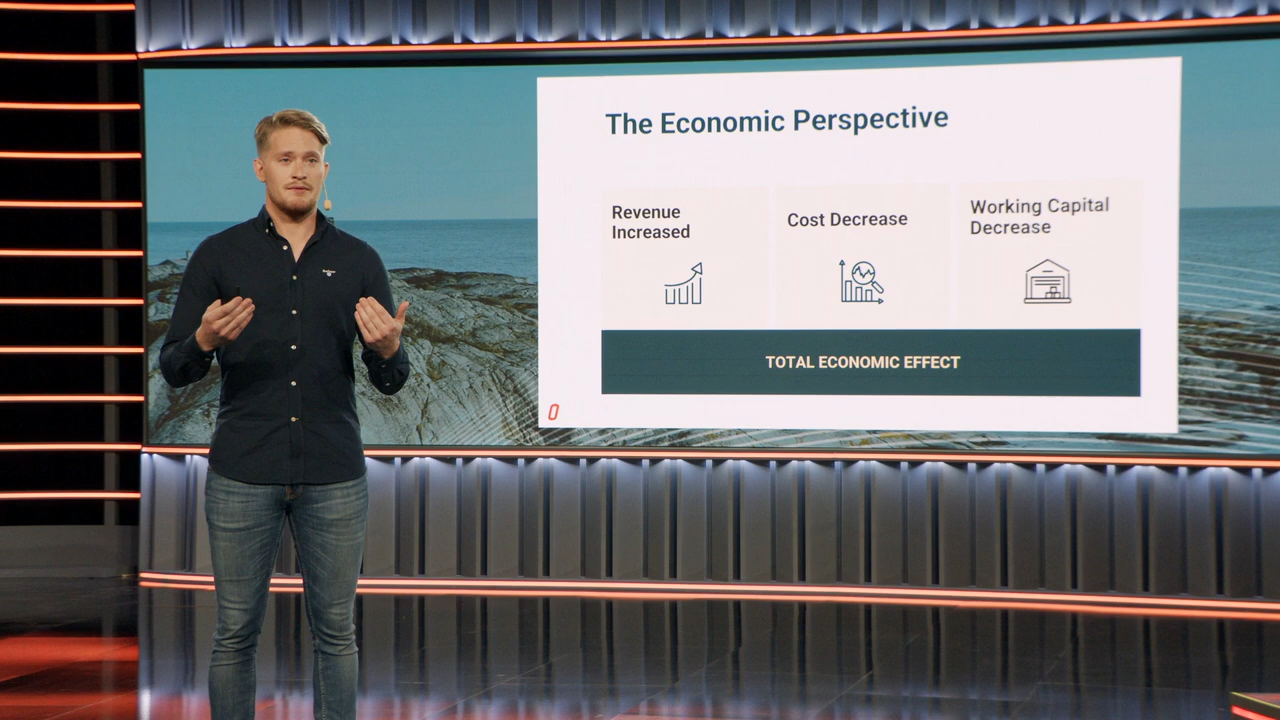 The Economic Perspective
Revenue
Increased
Cost Decrease
Working Capital
Decrease
TOTAL ECONOMIC EFFECT